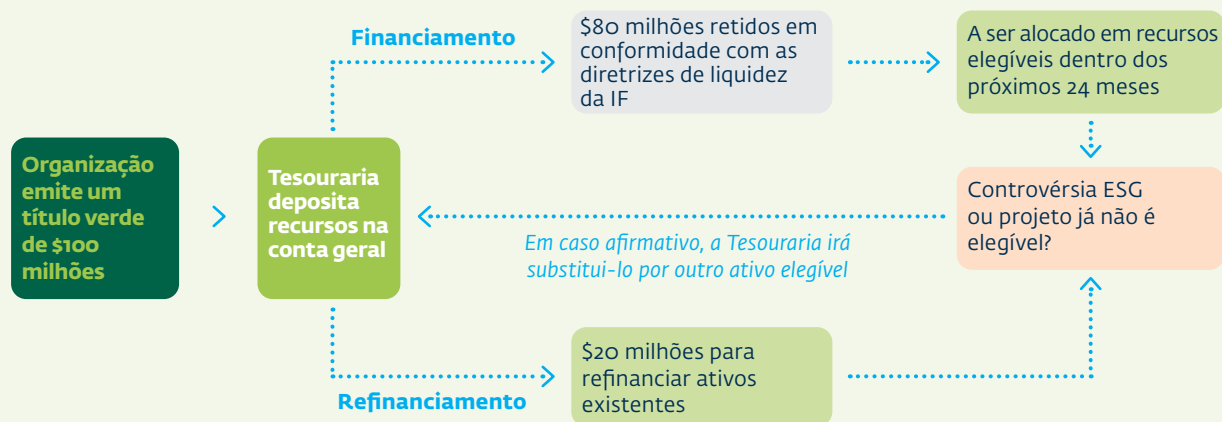 Organização
emite um
título verde
de $100
milhões
Tesouraria
deposita
recursos na
conta geral
Financiamento
$80 milhões retidos em
conformidade com as
diretrizes de liquidez
da IF
A ser alocado em recursos
elegíveis dentro dos
próximos 24 meses
Controvérsia ESG
ou projeto já não é
elegível?
Em caso afirmativo, a Tesouraria irá
substitui-lo por outro ativo elegível
Refinanciamento
$20 milhões para
refinanciar ativos
existentes